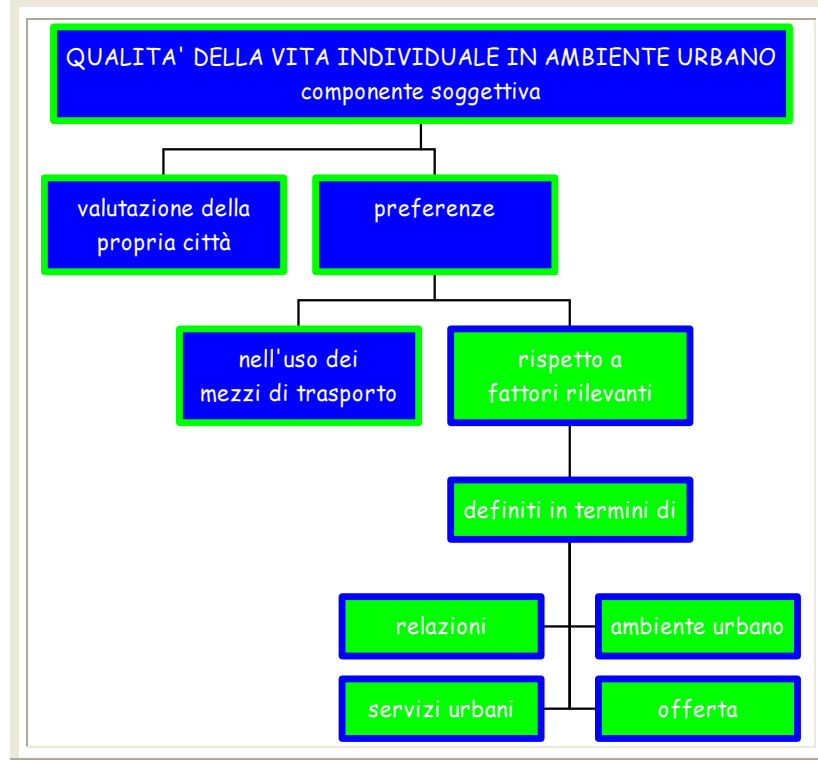 QUALITA' DELLA VITA INDIVIDUALE IN AMBIENTE URBANO
componente soggettiva
valutazione della
propria città
preferenze
nell'uso dei
mezzi di trasporto
rispetto a
fattori rilevanti
definiti in termini di
relazioni
ambiente urbano
servizi urbani
offerta